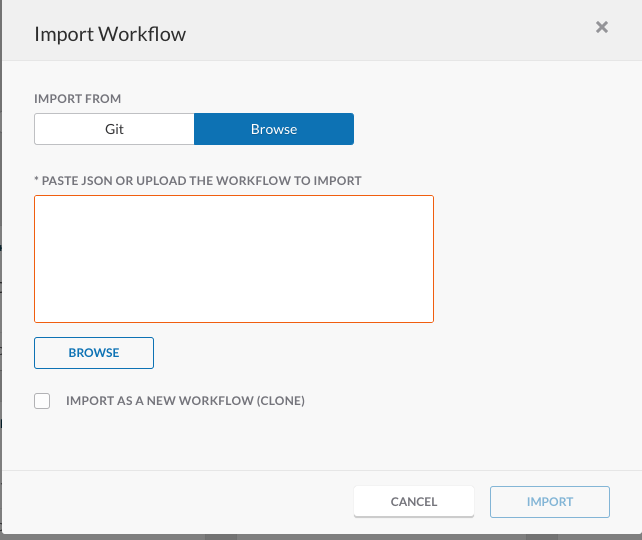 Import Workflow
IMPORT FROM
Git Browse
* PASTE JSON OR UPLOAD THE WORKFLOW TO IMPORT
BROWSE
IMPORT AS A NEW WORKFLOW (CLONE)
CANCEL IMPORT